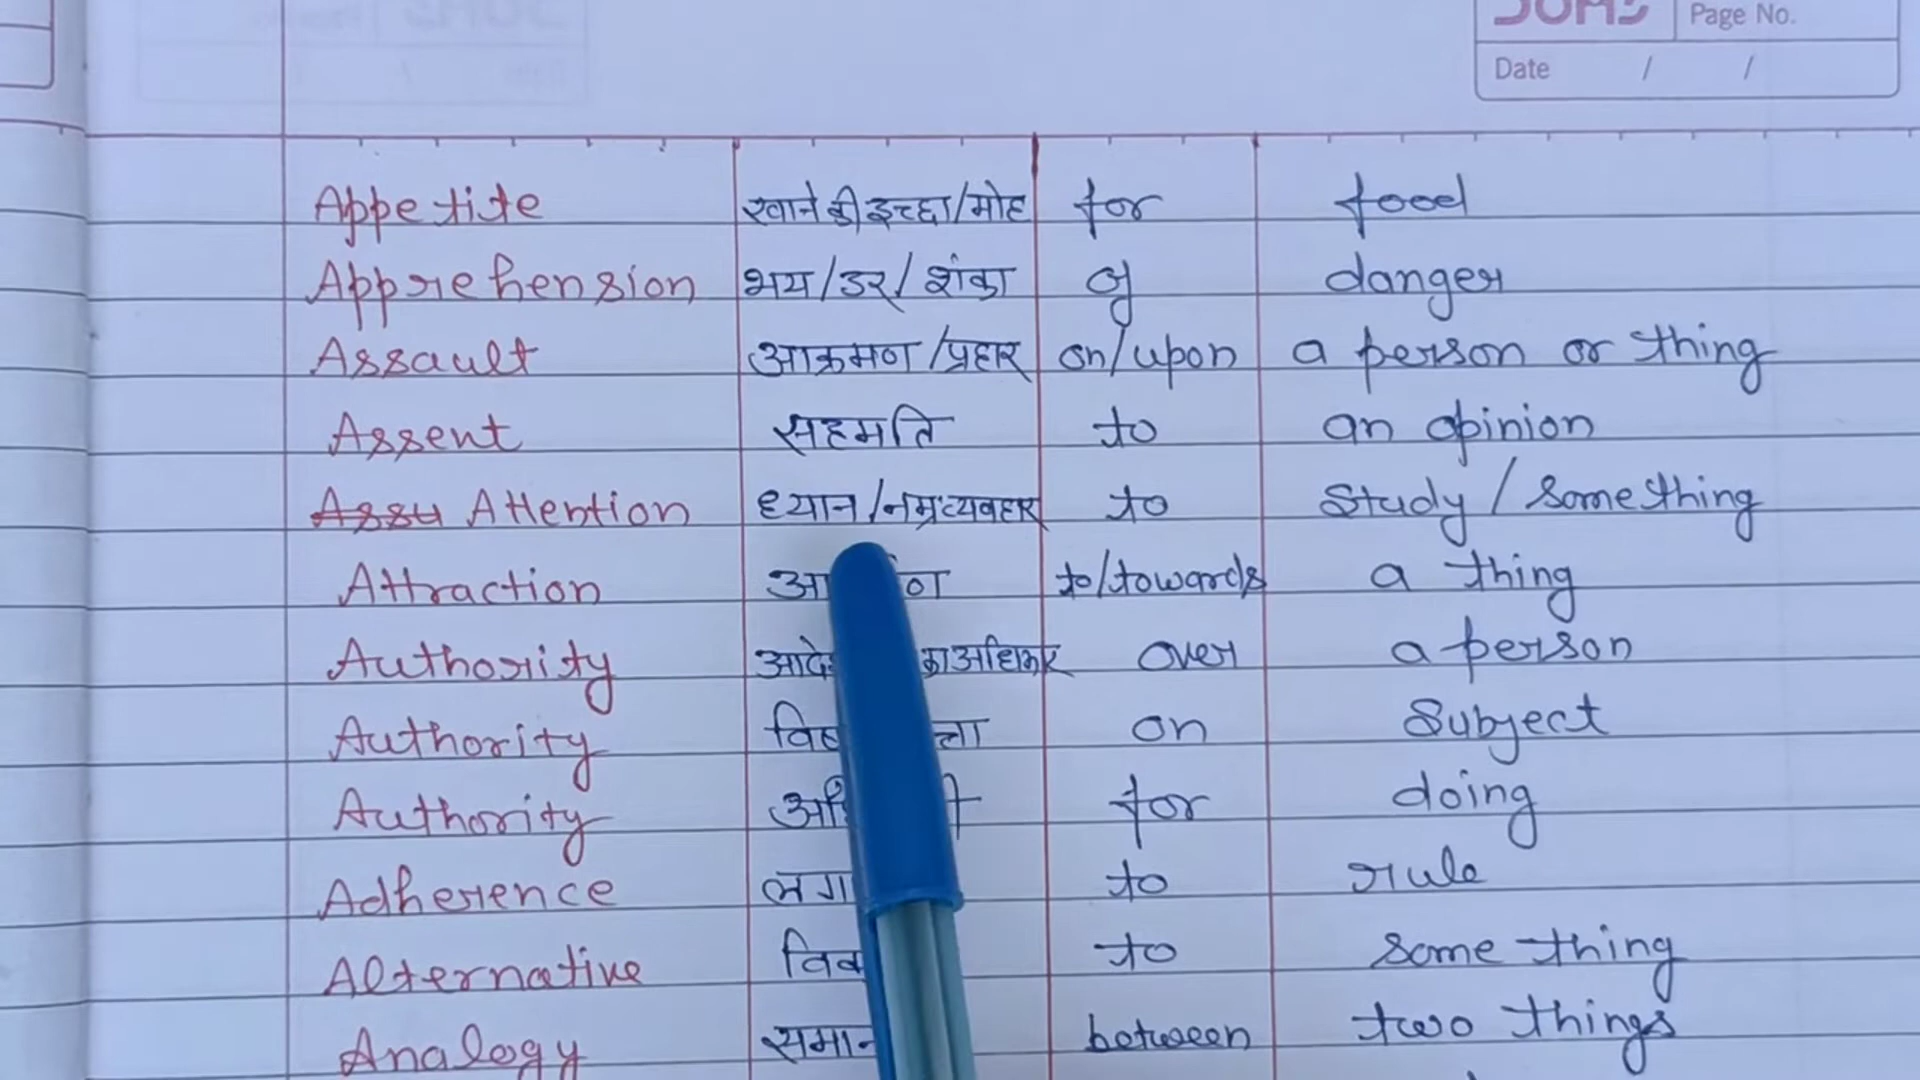 Page No.
Date / /
Appetite खाने की इच्छा/मोह for food
Apprehension भय/डर/शंका of danger
Assault आक्रमण/प्रहार on/upon a person or thing
Assent सहमति to an opinion
Assu Attention ध्यान/नम्रव्यवहार to Study/something
Attraction to/towards a thing
Authority का अधिकार over a person
Authority on Subject
Authority for doing
Adherence to rule
Alternative to some thing
Analogy between two things